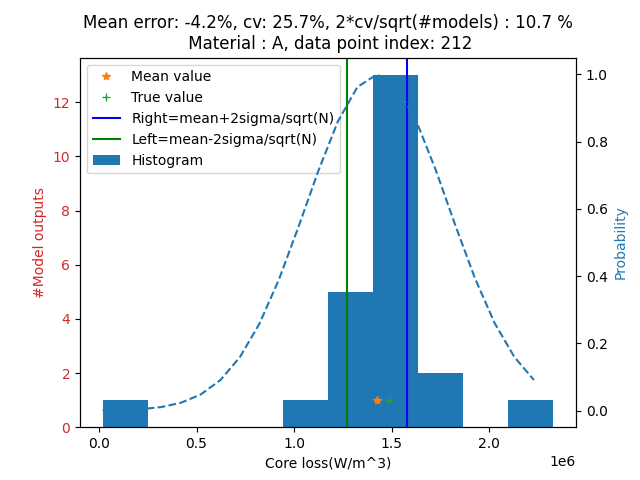 Mean error: -4.2%, cv: 25.7%, 2*cv/sqrt(#models) : 10.7 %
Material : A, data point index: 212
Mean value
True value
Right=mean+2sigma/sqrt(N)
Left=mean-2sigma/sqrt(N)
Histogram
#Model outputs
12
10
8
6
4
2
0
1.0
0.8
0.6
0.4
0.2
0.0
Probability
0.0 0.5 1.0 1.5 2.0
1e6
Core loss(W/m^3)